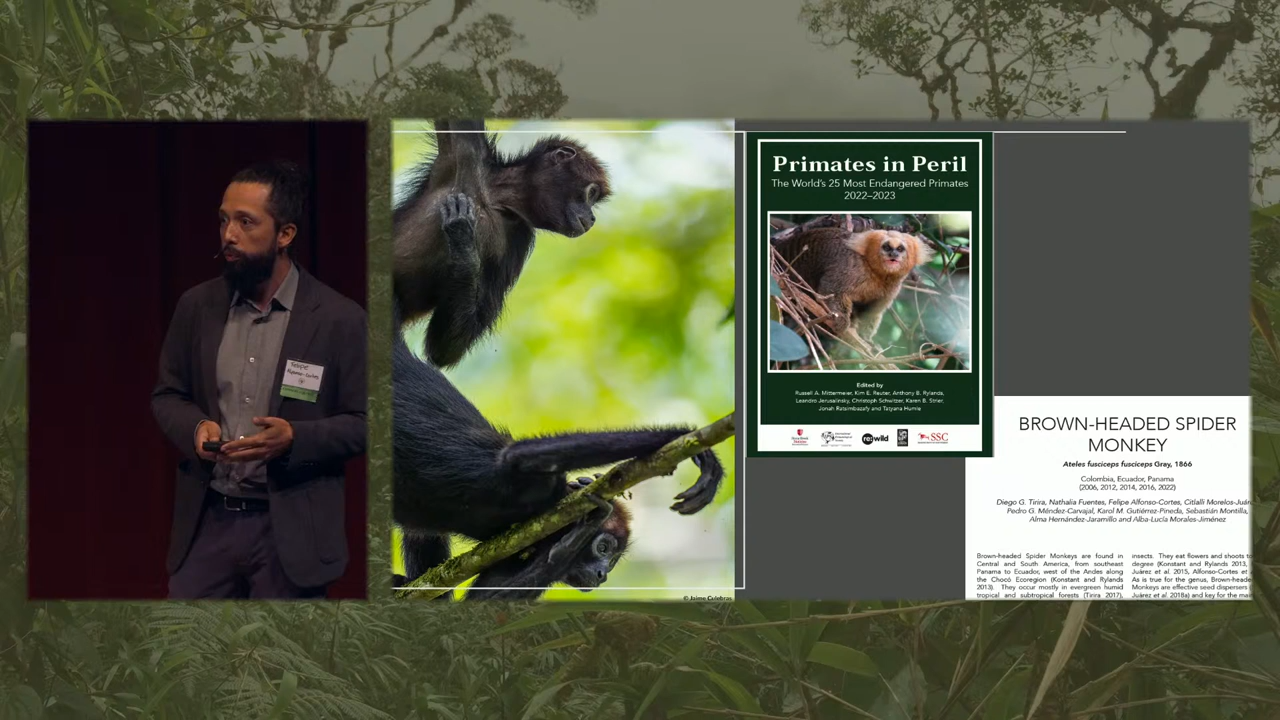 Felipe
Alfonso-Cortes
© Jaime Culebras
Primates in Peril
The World's 25 Most Endangered Primates
2022–2023
Edited by
Russell A. Mittermeier, Kim E. Reuter, Anthony B. Rylands,
Leandro Jerusalinsky, Christoph Schwitzer, Karen B. Strier,
Jonah Ratsimbazafy and Tatyana Humle
re:wild
SSC
BROWN-HEADED SPIDER
MONKEY
Ateles fusciceps fusciceps Gray, 1866
Colombia, Ecuador, Panama
(2006, 2012, 2014, 2016, 2022)
Diego G. Tirira, Nathalia Fuentes, Felipe Alfonso-Cortes, Citlalli Morelos-Juár
Pedro G. Méndez-Carvajal, Karol M. Gutiérrez-Pineda, Sebastián Montilla,
Alma Hernández-Jaramillo and Alba-Lucía Morales-Jiménez
Brown-headed Spider Monkeys are found in
Central and South America, from southeast
Panama to Ecuador, west of the Andes along
the Chocó Ecoregion (Konstant and Rylands
2013). They occur mostly in evergreen humid
tropical and subtropical forests (Tirira 2017),
insects. They eat flowers and shoots to
degree (Konstant and Rylands 2013,
Juárez et al. 2015, Alfonso-Cortes et
As is true for the genus, Brown-heade
Monkeys are effective seed dispersers
Juárez et al. 2018a) and key for the mai